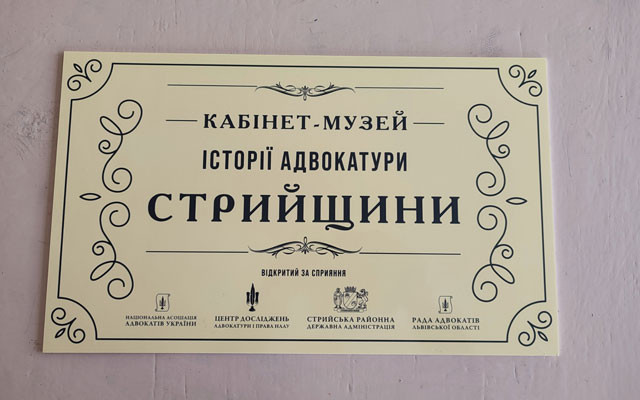 КАБІНЕТ-МУЗЕЙ
ІСТОРІЇ АДВОКАТУРИ
СТРИЙЩИНИ
ВІДКРИТИЙ ЗА СПРИЯННЯ
НАЦІОНАЛЬНА АСОЦІАЦІЯ
АДВОКАТІВ УКРАЇНИ
ЦЕНТР ДОСЛІДЖЕНЬ
АДВОКАТУРИ І ПРАВА НААУ
СТРИЙСЬКА РАЙОННА
ДЕРЖАВНА АДМІНІСТРАЦІЯ
РАДА АДВОКАТІВ
ЛЬВІВСЬКОЇ ОБЛАСТІ